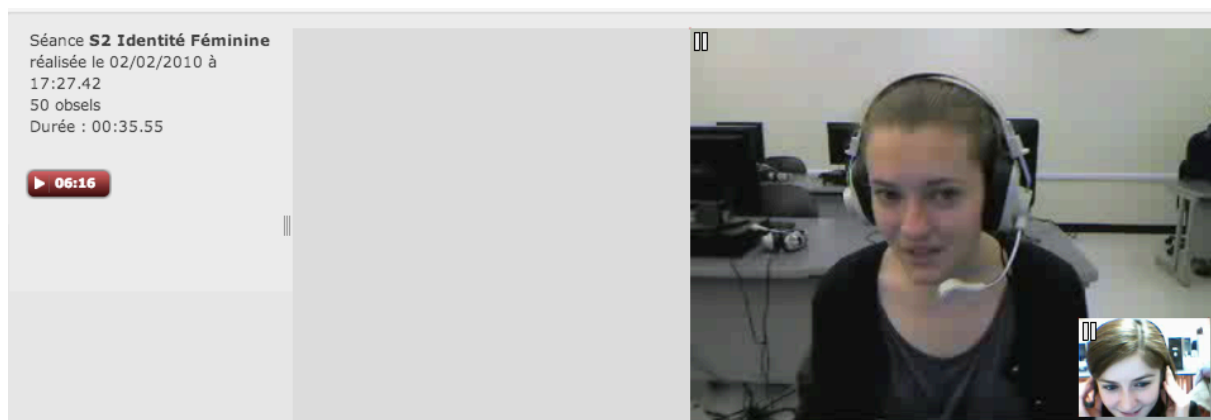 Séance S2 Identité Féminine
réalisée le 02/02/2010 à
17:27.42
50 obsels
Durée : 00:35.55
06:16